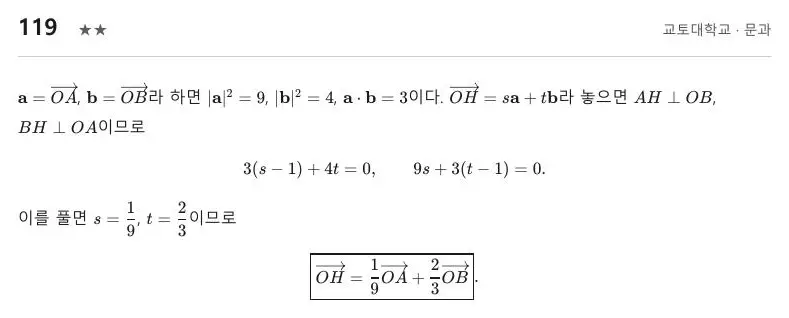 119 ★★ 교토대학교 · 문과
a = \overrightarrow{OA}, b = \overrightarrow{OB}라 하면 |a|² = 9, |b|² = 4, a · b = 3이다. \overrightarrow{OH} = sa + tb라 놓으면 AH ⊥ OB,
BH ⊥ OA이므로
3(s − 1) + 4t = 0, 9s + 3(t − 1) = 0.
이를 풀면 s = \frac{1}{9}, t = \frac{2}{3}이므로
\overrightarrow{OH} = \frac{1}{9}\overrightarrow{OA} + \frac{2}{3}\overrightarrow{OB}.